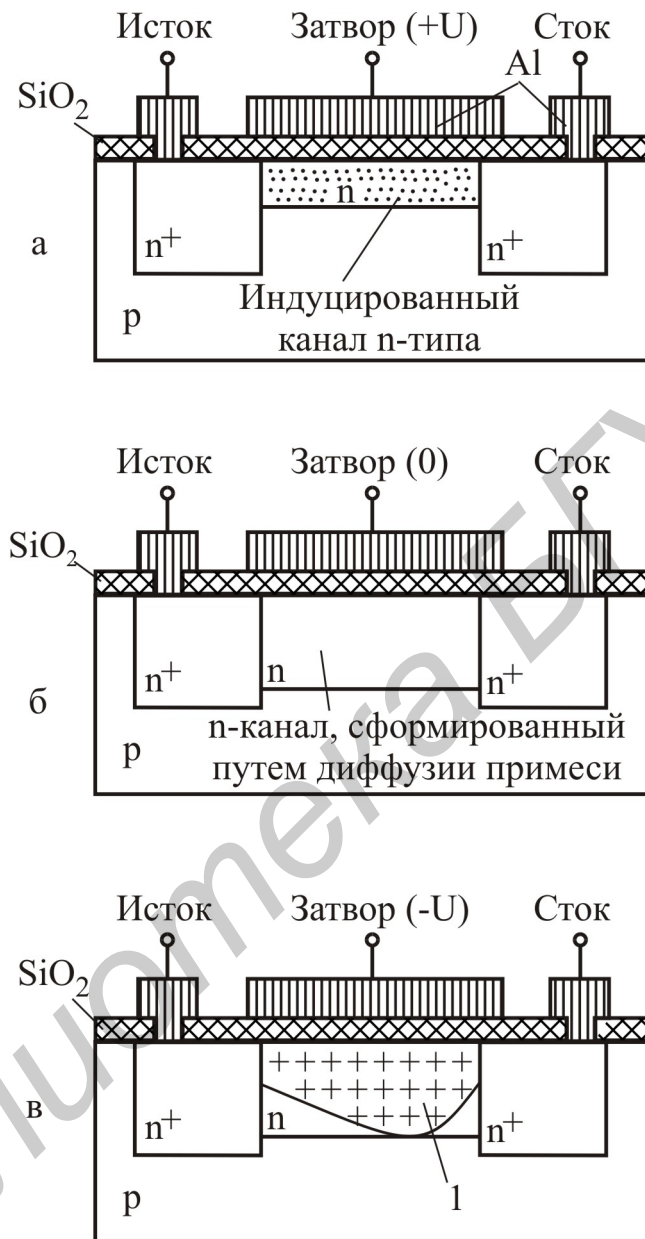 Исток Затвор (+U) Сток
Al
SiO₂
n
n⁺ n⁺
а
Индуцированный
p канал n-типа
Исток Затвор (0) Сток
SiO₂
n⁺ n n⁺
б
n-канал, сформированный
p путем диффузии примеси
Исток Затвор (-U) Сток
SiO₂
+ + + + + +
+ + + + +
+ + + +
n⁺ n n⁺
в
p 1